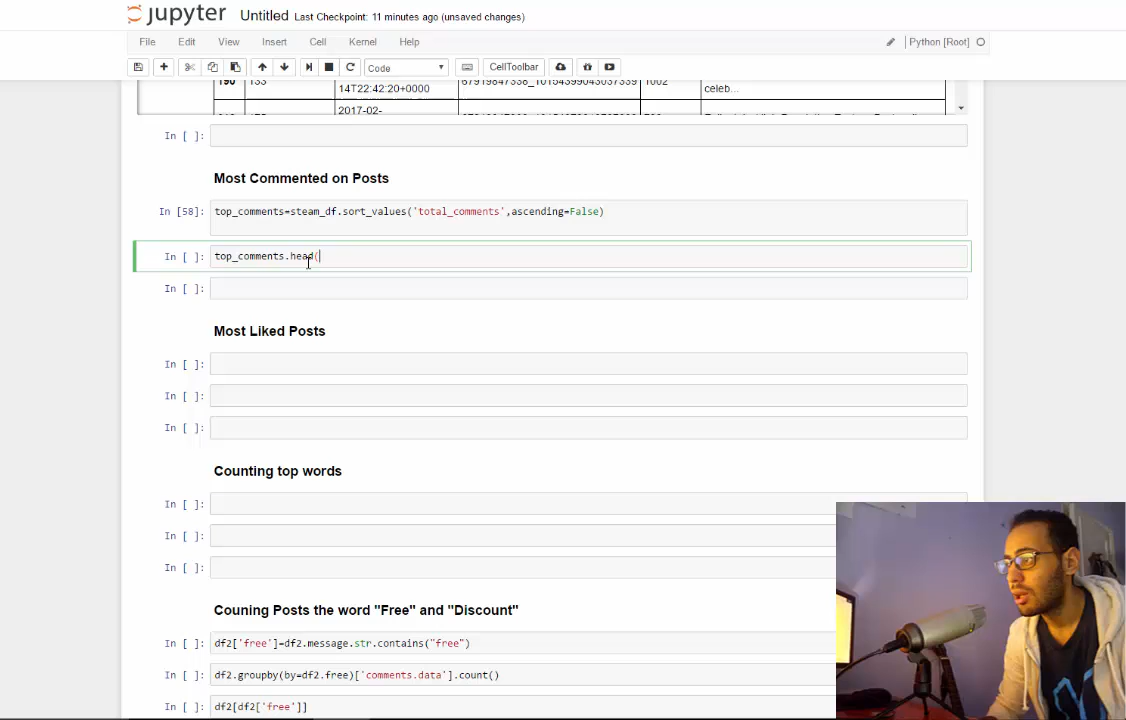 jupyter Untitled Last Checkpoint: 11 minutes ago (unsaved changes)
File Edit View Insert Cell Kernel Help Python [Root]
Code CellToolbar
190 133 14T22:42:20+0000 1002 celeb...
2017-02-
In [ ]:
Most Commented on Posts
In [58]: top_comments=steam_df.sort_values('total_comments',ascending=False)
In [ ]: top_comments.head(
In [ ]:
Most Liked Posts
In [ ]:
In [ ]:
In [ ]:
Counting top words
In [ ]:
In [ ]:
In [ ]:
Couning Posts the word "Free" and "Discount"
In [ ]: df2['free']=df2.message.str.contains("free")
In [ ]: df2.groupby(by=df2.free)['comments.data'].count()
In [ ]: df2[df2['free']]